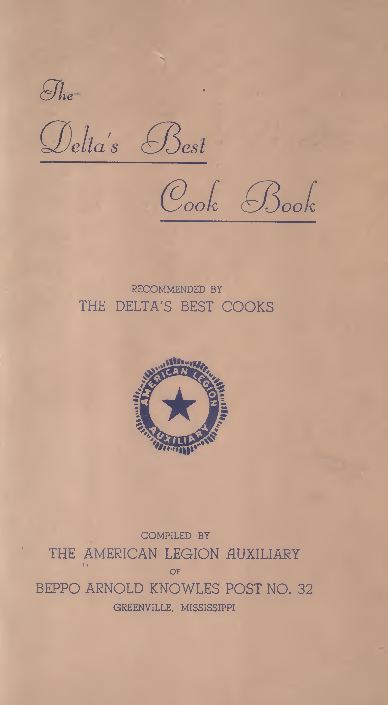 The
Delta's Best
Cook Book
RECOMMENDED BY
THE DELTA'S BEST COOKS
AMERICAN LEGION
AUXILIARY
COMPILED BY
THE AMERICAN LEGION AUXILIARY
OF
BEPPO ARNOLD KNOWLES POST NO. 32
GREENVILLE, MISSISSIPPI